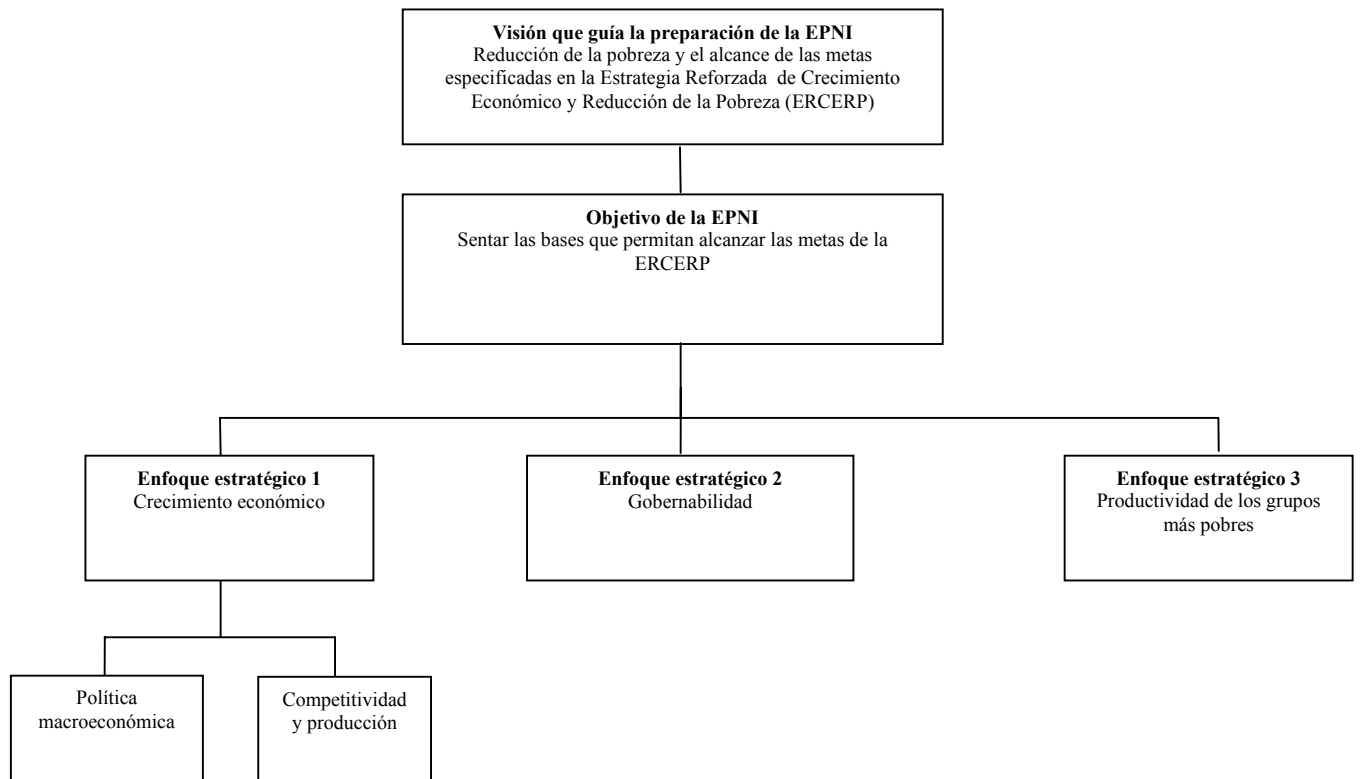 Visión que guía la preparación de la EPNI
Reducción de la pobreza y el alcance de las metas
especificadas en la Estrategia Reforzada de Crecimiento
Económico y Reducción de la Pobreza (ERCERP)
Objetivo de la EPNI
Sentar las bases que permitan alcanzar las metas de la
ERCERP
Enfoque estratégico 1
Crecimiento económico
Enfoque estratégico 2
Gobernabilidad
Enfoque estratégico 3
Productividad de los grupos
más pobres
Política
macroeconómica
Competitividad
y producción